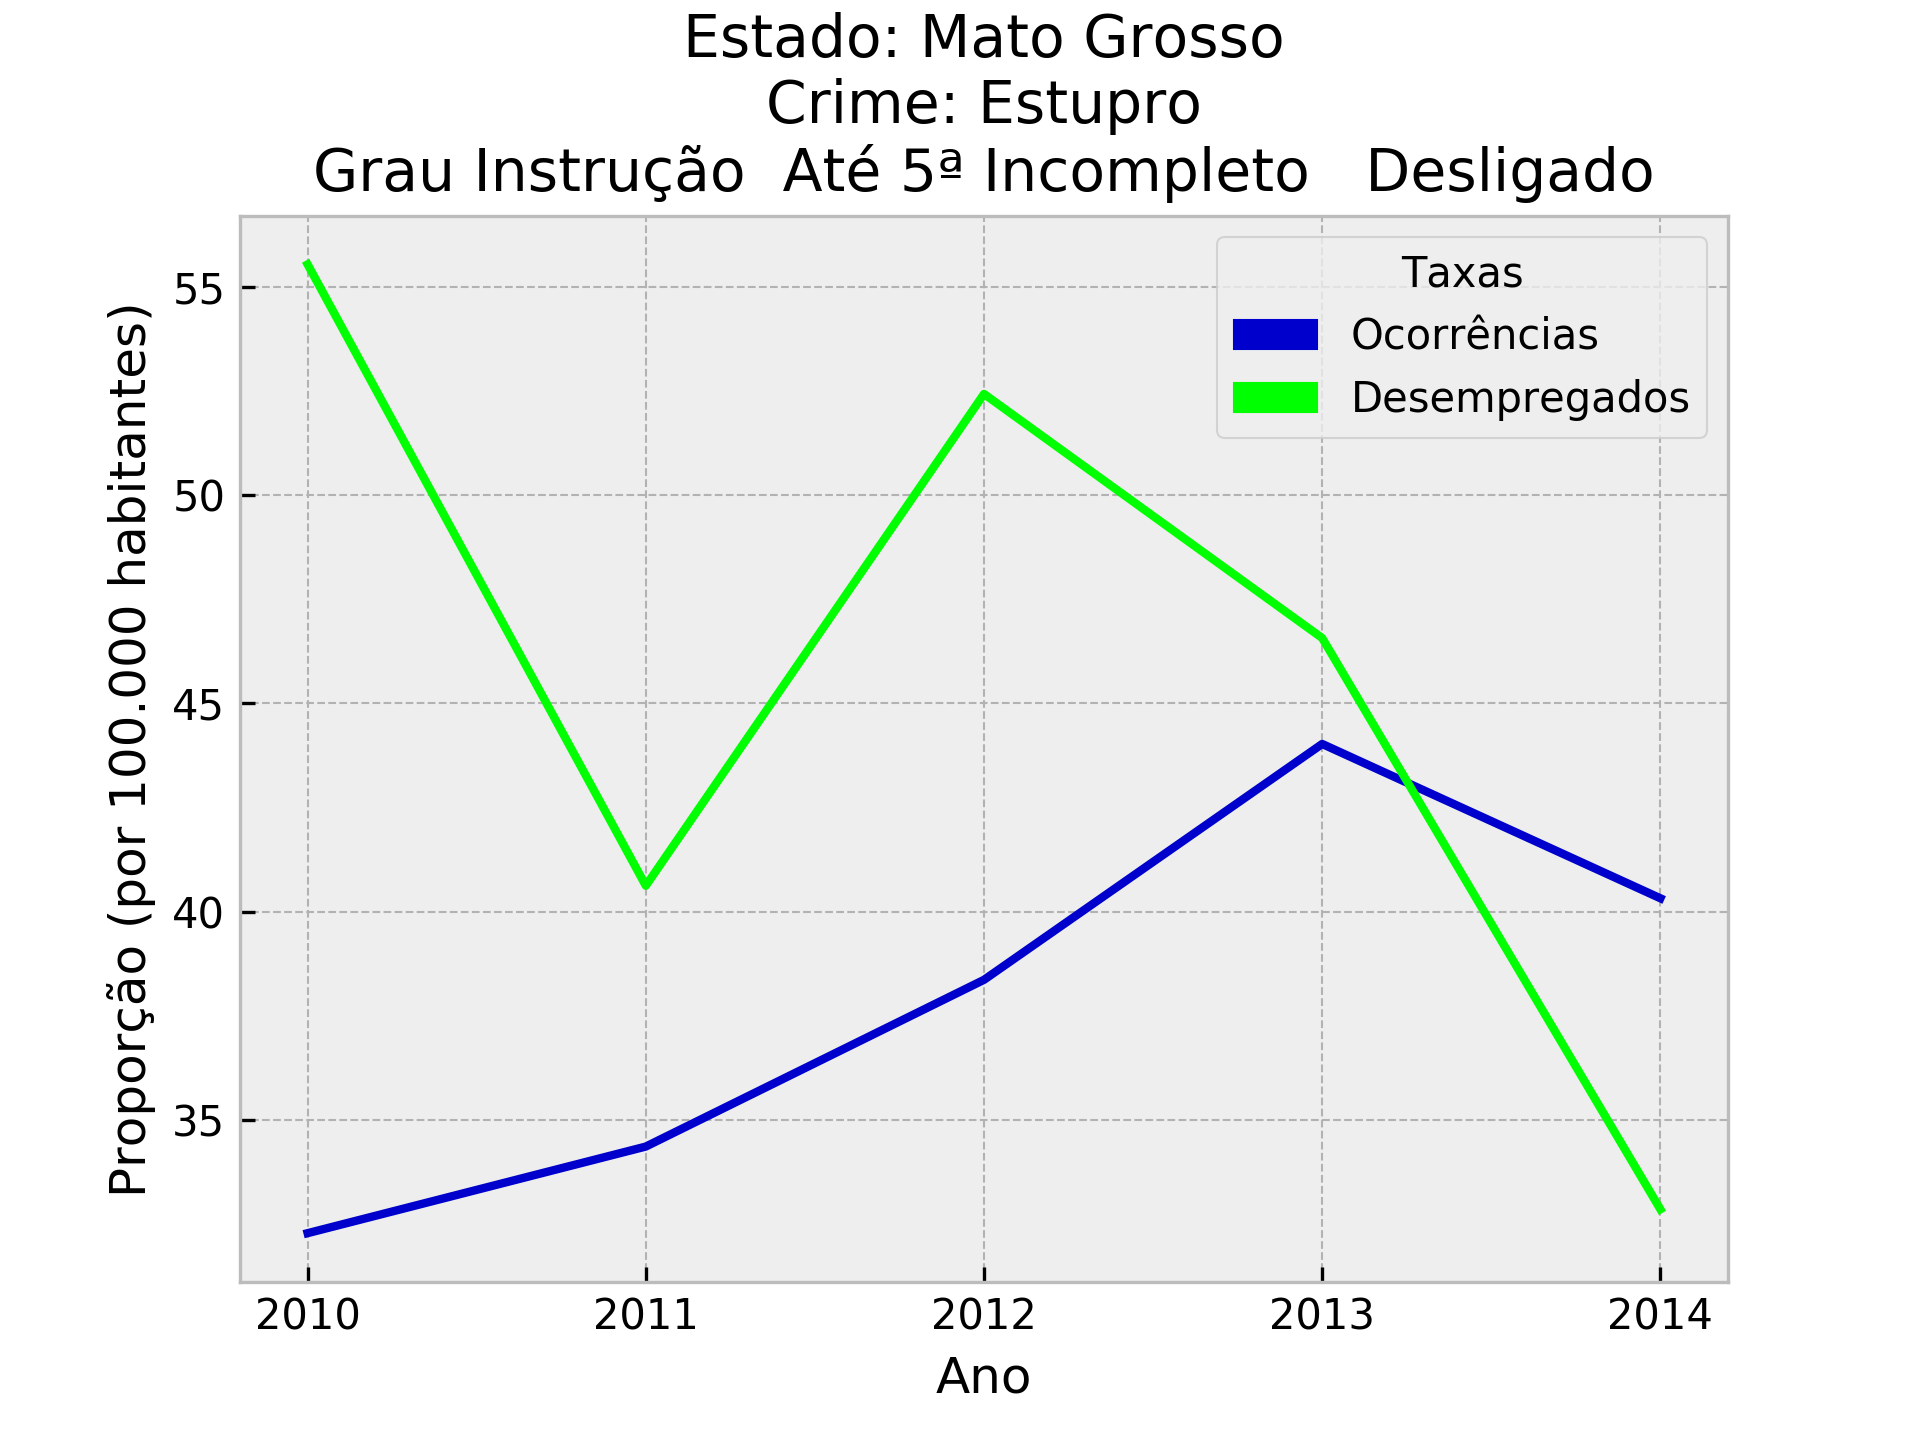 Estado: Mato Grosso
Crime: Estupro
Grau Instrução  Até 5ª Incompleto   Desligado
Taxas
Ocorrências
Desempregados
Proporção (por 100.000 habitantes)
55
50
45
40
35
2010 2011 2012 2013 2014
Ano